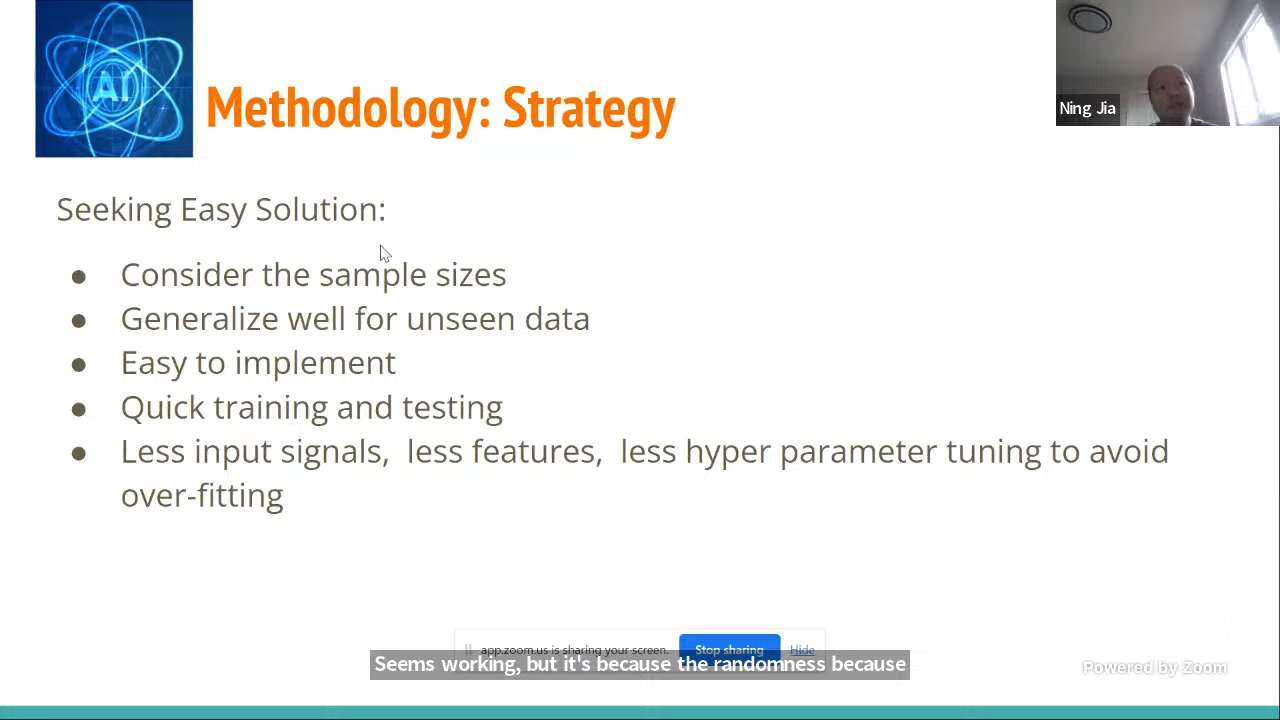 AI
Methodology: Strategy
Ning Jia
Seeking Easy Solution:
● Consider the sample sizes
● Generalize well for unseen data
● Easy to implement
● Quick training and testing
● Less input signals, less features, less hyper parameter tuning to avoid
over-fitting
app.zoom.us is sharing your screen. Stop sharing Hide
Seems working, but it's because the randomness because
Powered by Zoom